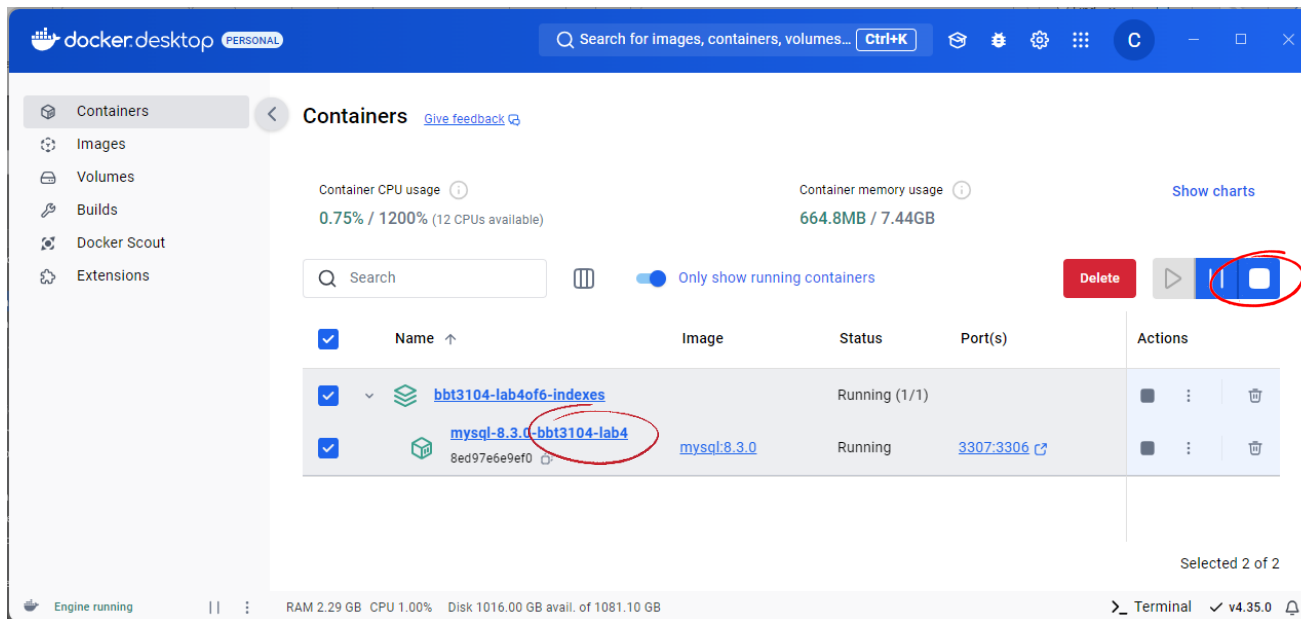 docker.desktop PERSONAL
Search for images, containers, volumes... Ctrl+K
C
Containers
Images
Volumes
Builds
Docker Scout
Extensions
Containers Give feedback
Container CPU usage
0.75% / 1200% (12 CPUs available)
Container memory usage
664.8MB / 7.44GB
Show charts
Search
Only show running containers
Delete
Name Image Status Port(s) Actions
bbt3104-lab4of6-indexes Running (1/1)
mysql-8.3.0-bbt3104-lab4 mysql:8.3.0 Running 3307:3306
8ed97e6e9ef0
Selected 2 of 2
Engine running RAM 2.29 GB CPU 1.00% Disk 1016.00 GB avail. of 1081.10 GB Terminal v4.35.0